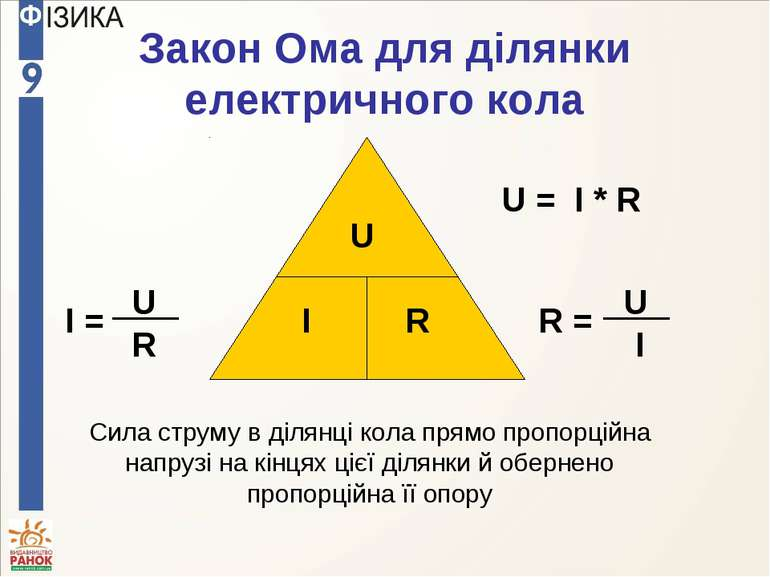 ФІЗИКА
9
Закон Ома для ділянки
електричного кола
U = I * R
U
I =
U
R
I
R
R =
U
I
Сила струму в ділянці кола прямо пропорційна
напрузі на кінцях цієї ділянки й обернено
пропорційна її опору
ВИДАВНИЦТВО
РАНОК